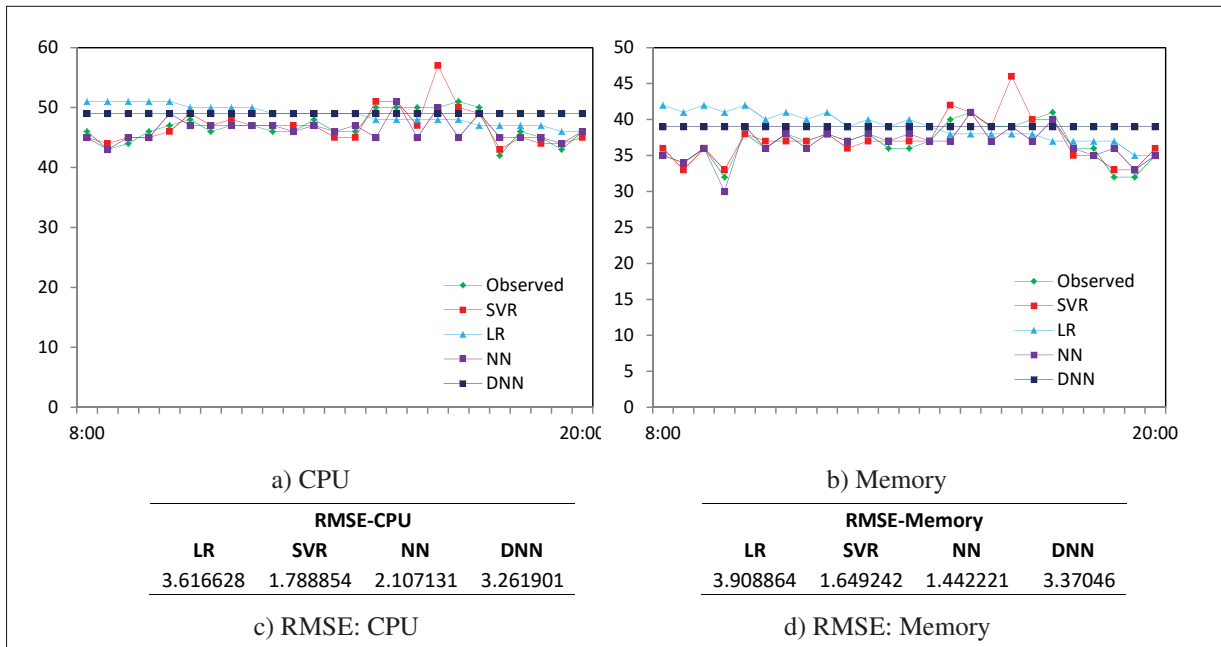 60
50
40
30
20
10
0
8:00
20:00
Observed
SVR
LR
NN
DNN
a) CPU
50
45
40
35
30
25
20
15
10
5
0
8:00
20:00
Observed
SVR
LR
NN
DNN
b) Memory
RMSE-CPU
LR SVR NN DNN
3.616628 1.788854 2.107131 3.261901
c) RMSE: CPU
RMSE-Memory
LR SVR NN DNN
3.908864 1.649242 1.442221 3.37046
d) RMSE: Memory